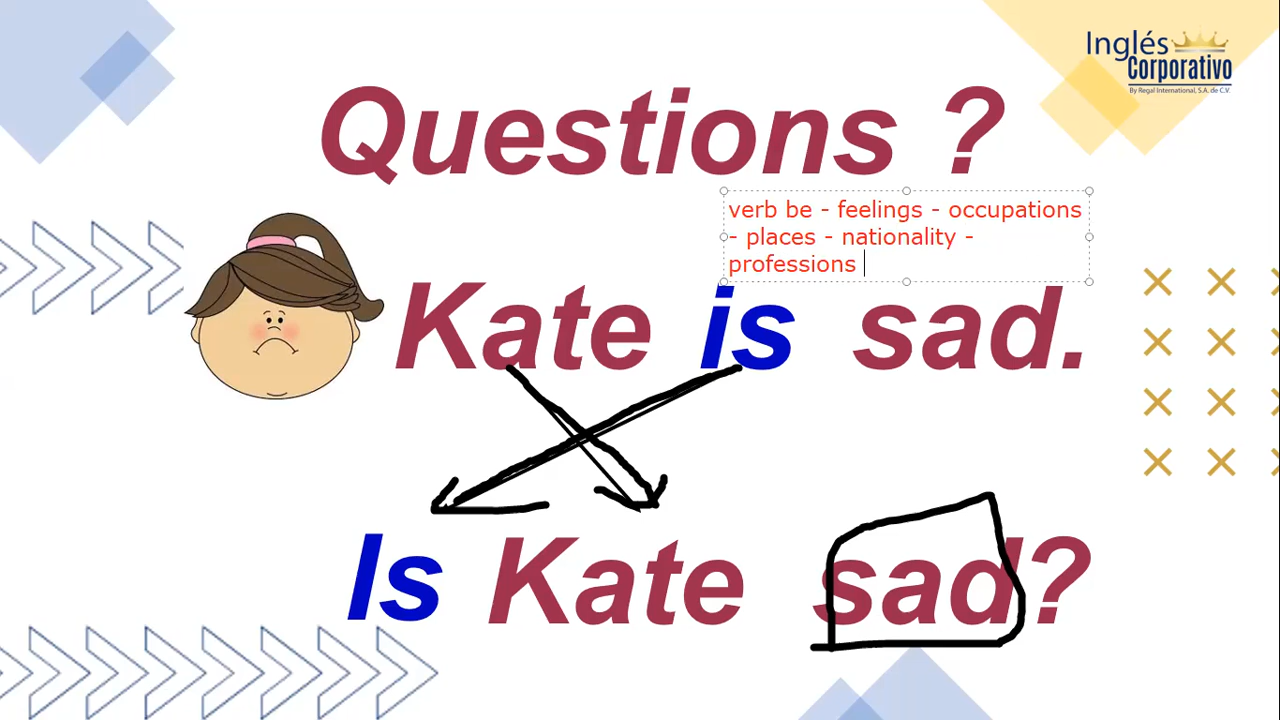 Inglés
Corporativo
By Regal International, S.A. de C.V.
Questions ?
verb be - feelings - occupations
- places - nationality -
professions
Kate is sad.
Is Kate sad?